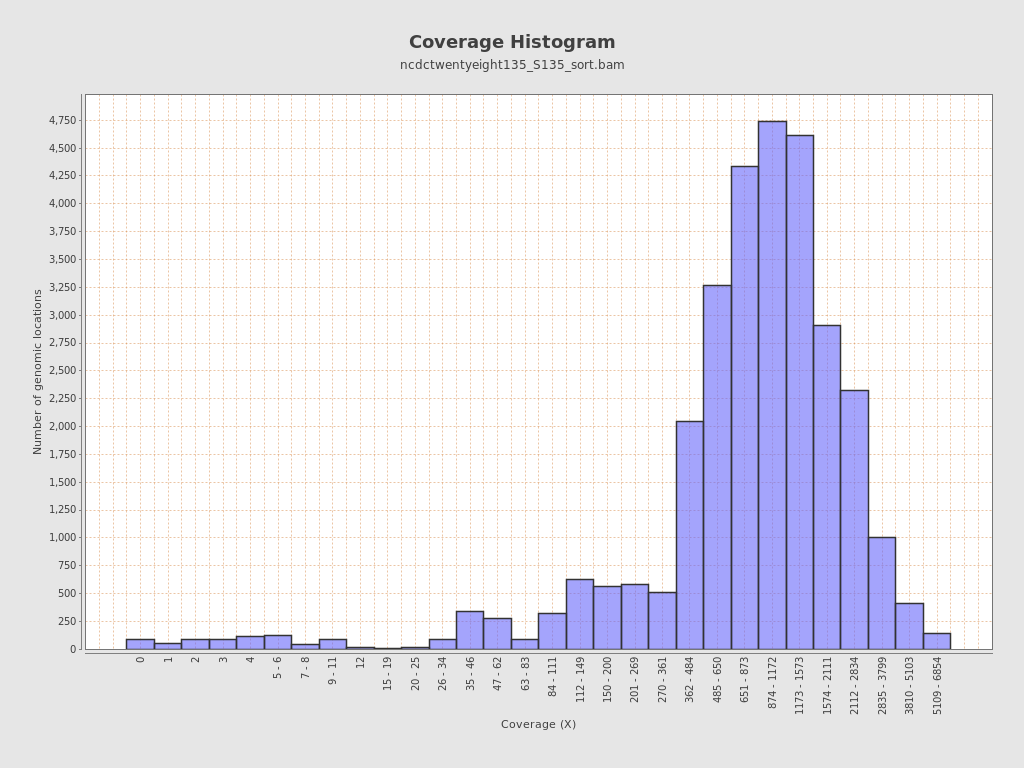 Coverage Histogram
ncdctwentyeight135_S135_sort.bam
Number of genomic locations
4,750
4,500
4,250
4,000
3,750
3,500
3,250
3,000
2,750
2,500
2,250
2,000
1,750
1,500
1,250
1,000
750
500
250
0
0
1
2
3
4
5 - 6
7 - 8
9 - 11
12
15 - 19
20 - 25
26 - 34
35 - 46
47 - 62
63 - 83
84 - 111
112 - 149
150 - 200
201 - 269
270 - 361
362 - 484
485 - 650
651 - 873
874 - 1172
1173 - 1573
1574 - 2111
2112 - 2834
2835 - 3799
3810 - 5103
5109 - 6854
Coverage (X)